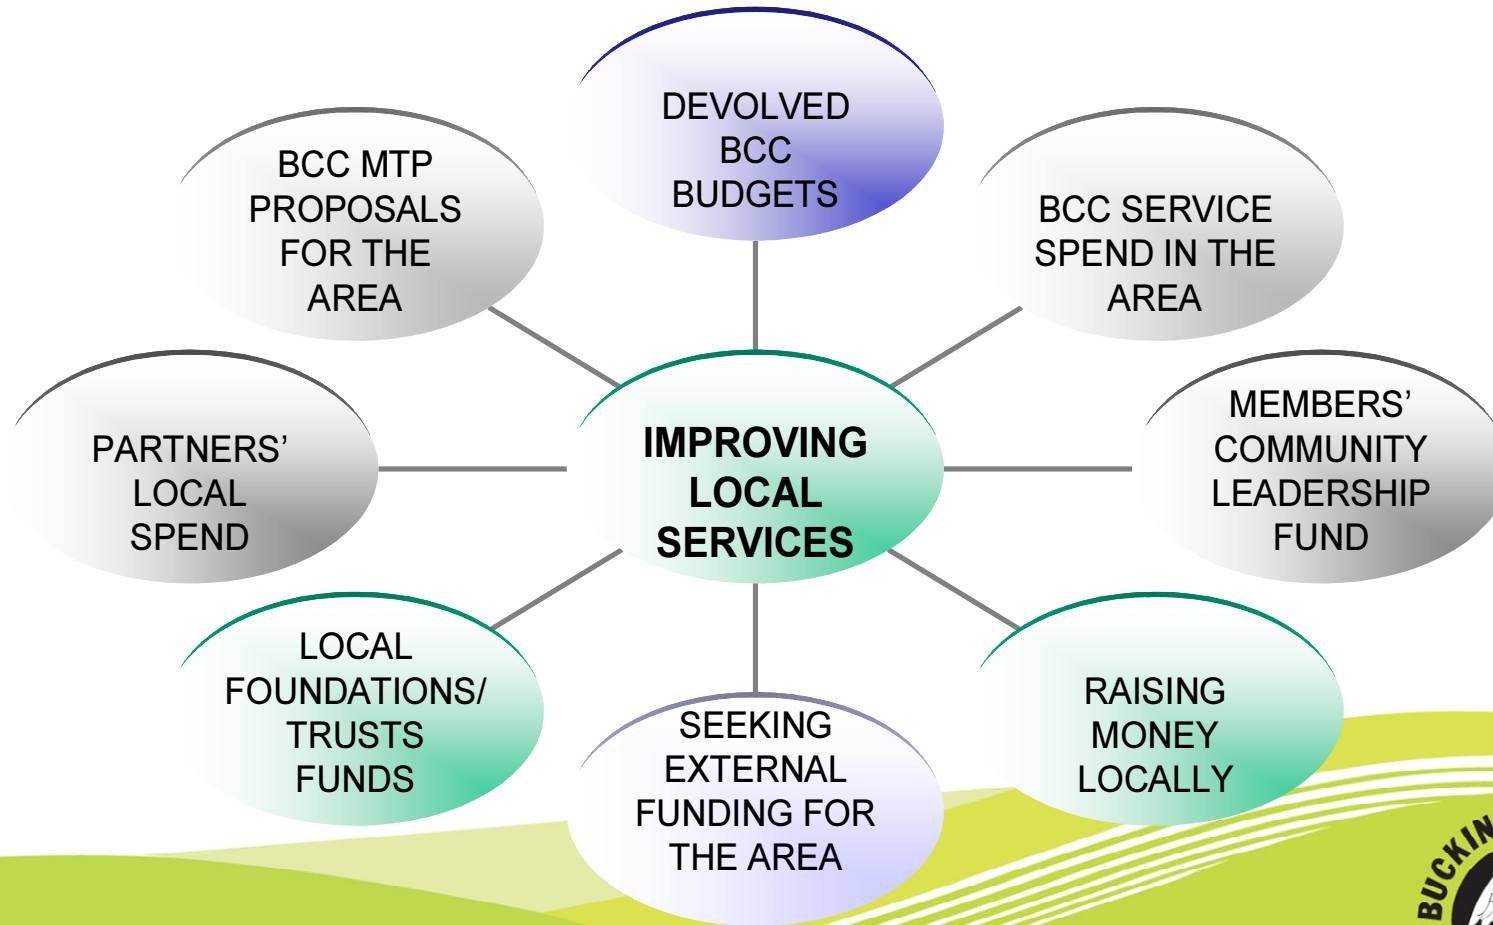 DEVOLVED
BCC
BUDGETS
BCC MTP
PROPOSALS
FOR THE
AREA
BCC SERVICE
SPEND IN THE
AREA
PARTNERS’
LOCAL
SPEND
IMPROVING
LOCAL
SERVICES
MEMBERS’
COMMUNITY
LEADERSHIP
FUND
LOCAL
FOUNDATIONS/
TRUSTS
FUNDS
SEEKING
EXTERNAL
FUNDING FOR
THE AREA
RAISING
MONEY
LOCALLY
BUCKIN